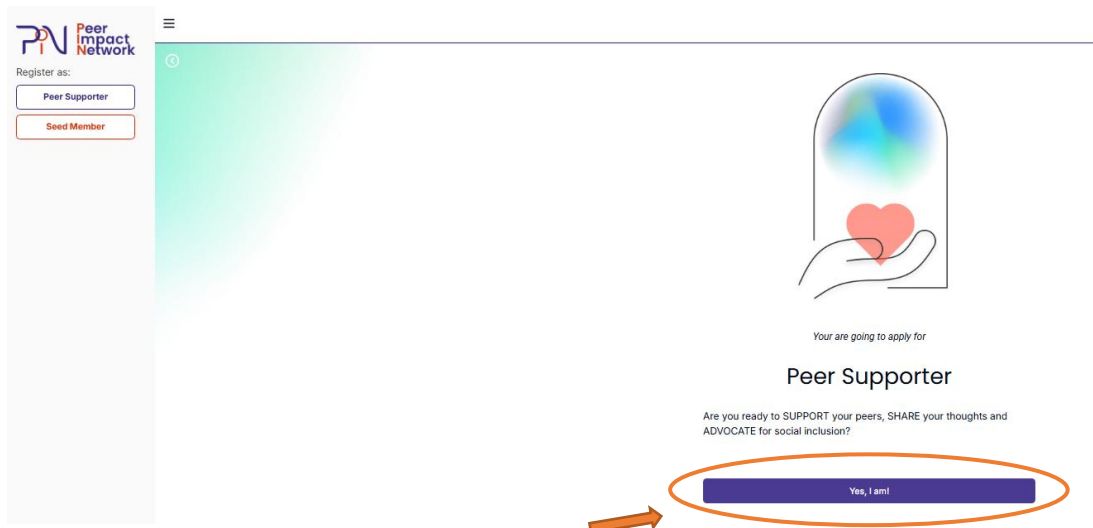 PIN Peer
Impact
Network
Register as:
Peer Supporter
Seed Member
Your are going to apply for
Peer Supporter
Are you ready to SUPPORT your peers, SHARE your thoughts and
ADVOCATE for social inclusion?
Yes, I am!